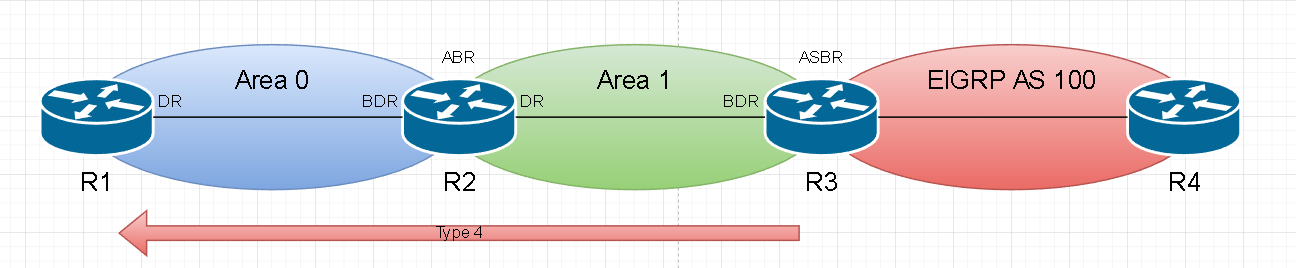 ABR
ASBR
Area 0
Area 1
EIGRP AS 100
DR
BDR
DR
BDR
R1
R2
R3
R4
Type 4